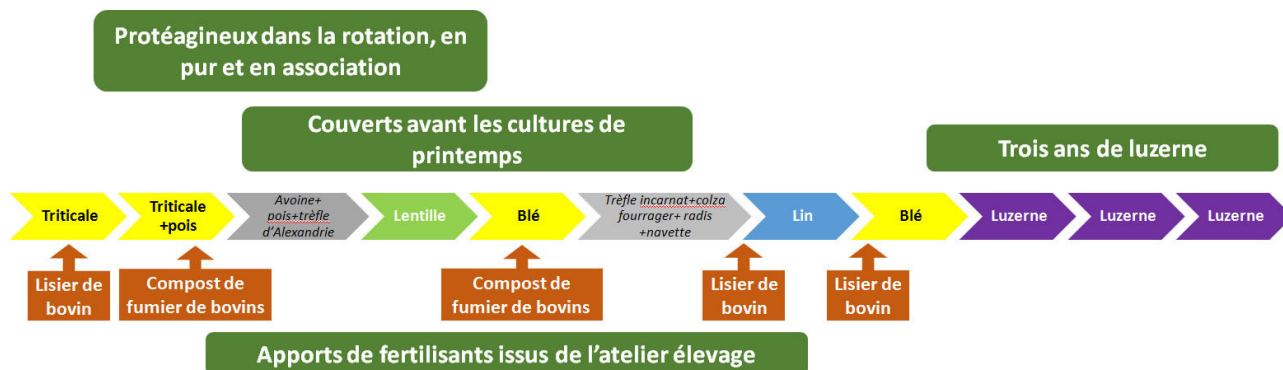 Protéagineux dans la rotation, en
pur et en association
Couverts avant les cultures de
printemps
Trois ans de luzerne
Triticale
Triticale
+pois
Avoine+
pois+trèfle
d'Alexandrie
Lentille
Blé
Trèfle incarnat+colza
fourrager+ radis
+navette
Lin
Blé
Luzerne
Luzerne
Luzerne
Lisier de
bovin
Compost de
fumier de bovins
Compost de
fumier de bovins
Lisier de
bovin
Lisier de
bovin
Apports de fertilisants issus de l'atelier élevage